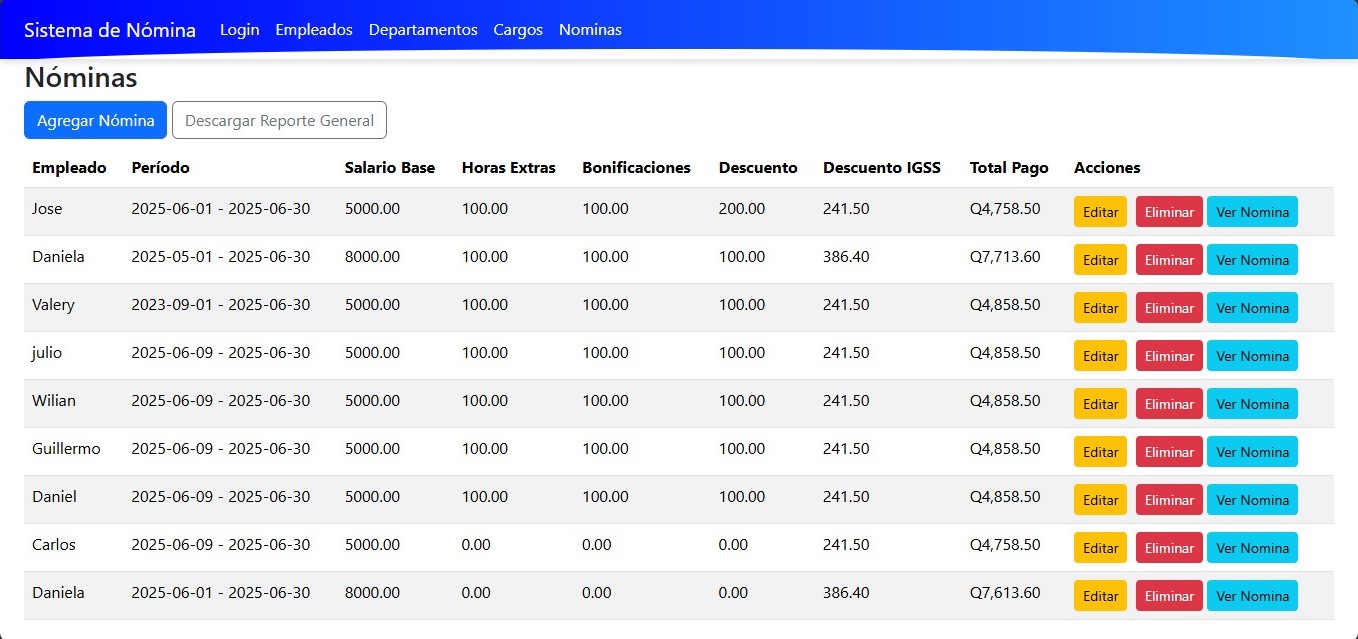 Sistema de Nómina Login Empleados Departamentos Cargos Nominas
Nóminas
Agregar Nómina Descargar Reporte General
Empleado Período Salario Base Horas Extras Bonificaciones Descuento Descuento IGSS Total Pago Acciones
Jose 2025-06-01 - 2025-06-30 5000.00 100.00 100.00 200.00 241.50 Q4,758.50 Editar Eliminar Ver Nomina
Daniela 2025-05-01 - 2025-06-30 8000.00 100.00 100.00 100.00 386.40 Q7,713.60 Editar Eliminar Ver Nomina
Valery 2023-09-01 - 2025-06-30 5000.00 100.00 100.00 100.00 241.50 Q4,858.50 Editar Eliminar Ver Nomina
julio 2025-06-09 - 2025-06-30 5000.00 100.00 100.00 100.00 241.50 Q4,858.50 Editar Eliminar Ver Nomina
Wilian 2025-06-09 - 2025-06-30 5000.00 100.00 100.00 100.00 241.50 Q4,858.50 Editar Eliminar Ver Nomina
Guillermo 2025-06-09 - 2025-06-30 5000.00 100.00 100.00 100.00 241.50 Q4,858.50 Editar Eliminar Ver Nomina
Daniel 2025-06-09 - 2025-06-30 5000.00 100.00 100.00 100.00 241.50 Q4,858.50 Editar Eliminar Ver Nomina
Carlos 2025-06-09 - 2025-06-30 5000.00 0.00 0.00 0.00 241.50 Q4,758.50 Editar Eliminar Ver Nomina
Daniela 2025-06-01 - 2025-06-30 8000.00 0.00 0.00 0.00 386.40 Q7,613.60 Editar Eliminar Ver Nomina